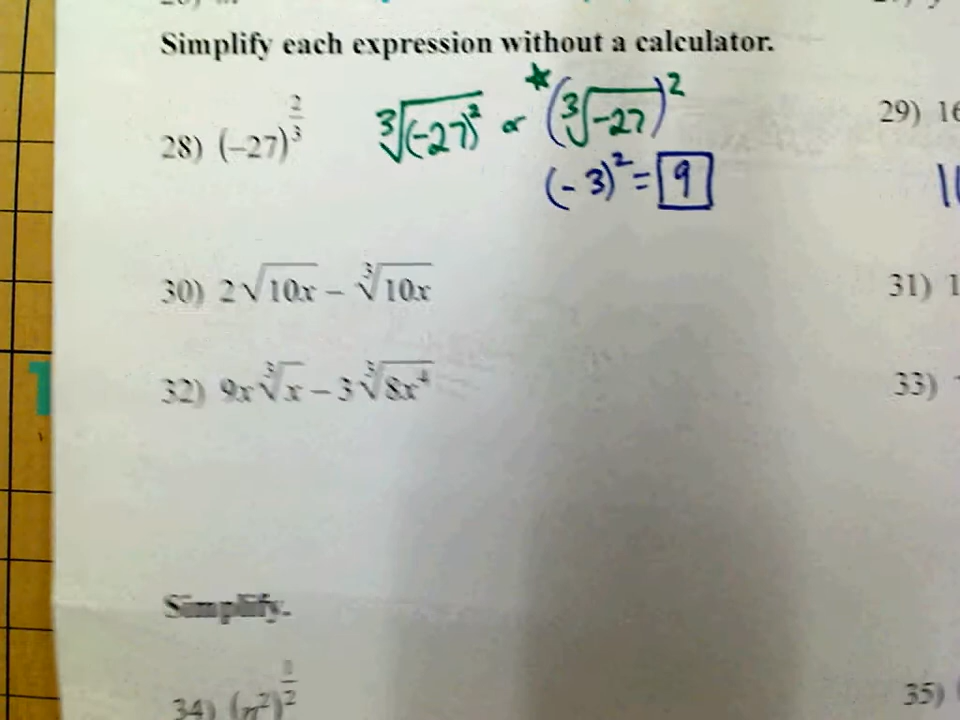 Simplify each expression without a calculator.
28) (−27)^(2/3) ∛(-27)² or ★(∛-27)² 29) 16
(-3)² = 9
30) 2√10x − ∛10x 31) 1
32) 9x∛x − 3∛8x⁴ 33)
Simplify.
34) (n²)^(1/2) 35) (